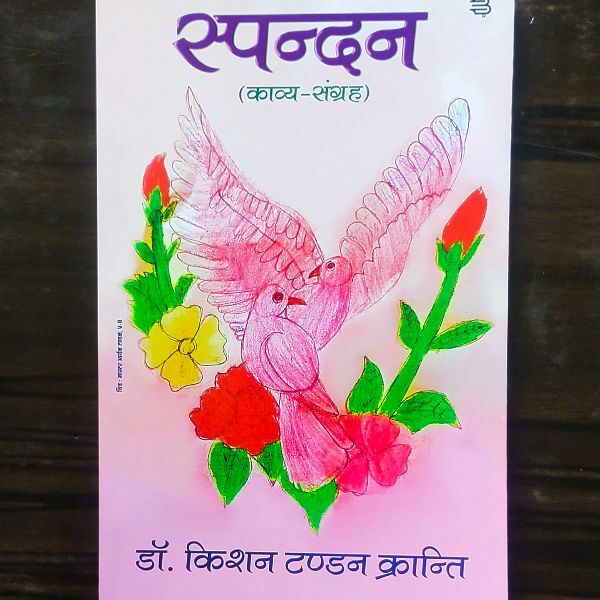 स्पन्दन
(काव्य-संग्रह)
डॉ. किशन टण्डन क्रान्ति